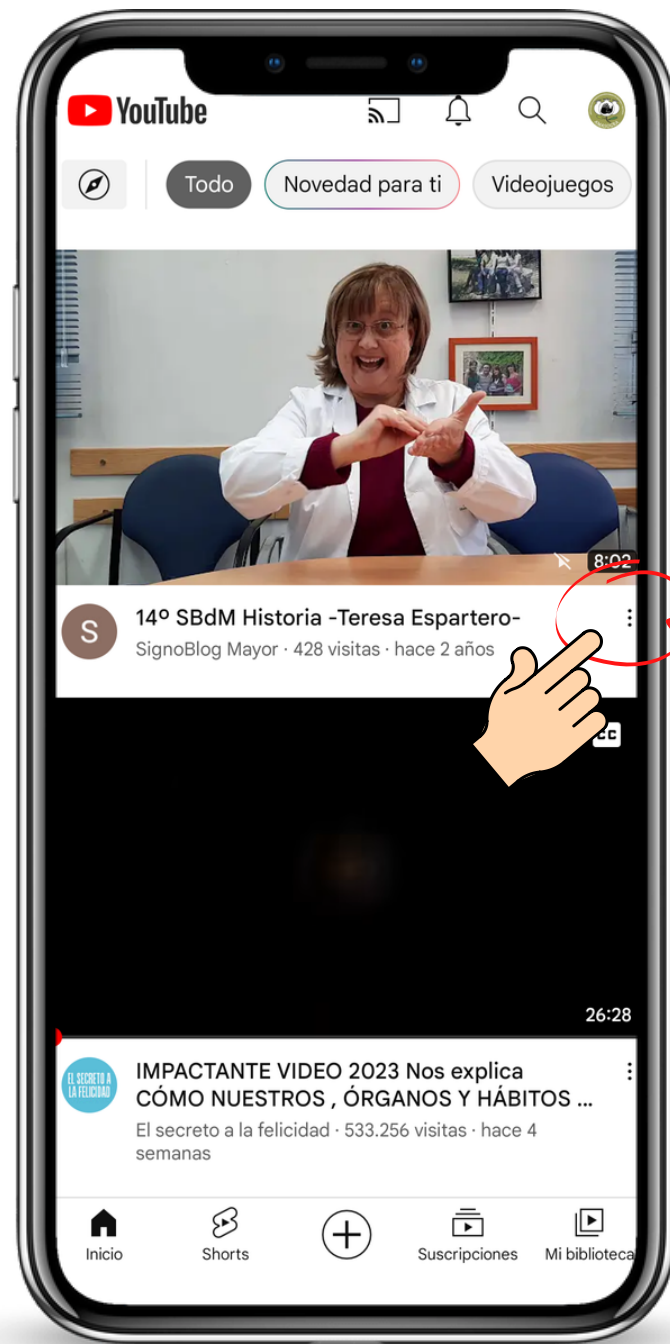 YouTube
Todo
Novedad para ti
Videojuegos
8:02
S
14º SBdM Historia -Teresa Espartero-
SignoBlog Mayor · 428 visitas · hace 2 años
CC
26:28
EL SECRETO A
LA FELICIDAD
IMPACTANTE VIDEO 2023 Nos explica
CÓMO NUESTROS , ÓRGANOS Y HÁBITOS ...
El secreto a la felicidad · 533.256 visitas · hace 4
semanas
Inicio
Shorts
Suscripciones
Mi biblioteca